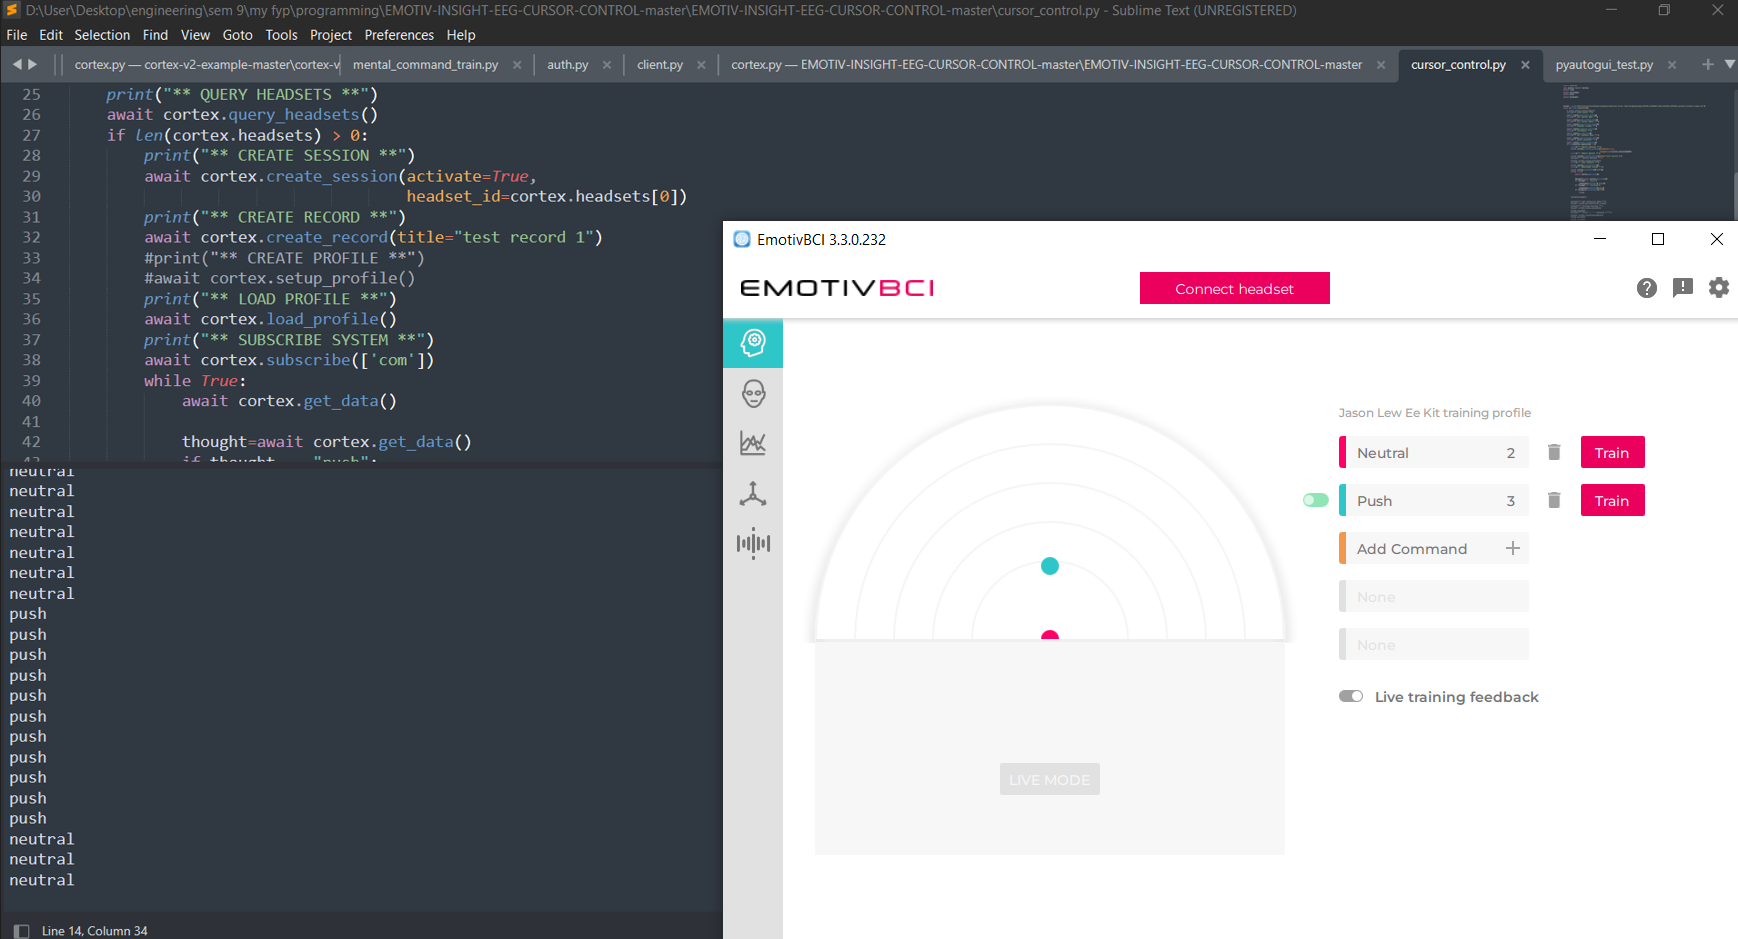 D:\User\Desktop\engineering\sem 9\my fyp\programming\EMOTIV-INSIGHT-EEG-CURSOR-CONTROL-master\EMOTIV-INSIGHT-EEG-CURSOR-CONTROL-master\cursor_control.py - Sublime Text (UNREGISTERED)
File Edit Selection Find View Goto Tools Project Preferences Help
cortex.py — cortex-v2-example-master\cortex-v mental_command_train.py auth.py client.py cortex.py — EMOTIV-INSIGHT-EEG-CURSOR-CONTROL-master\EMOTIV-INSIGHT-EEG-CURSOR-CONTROL-master cursor_control.py pyautogui_test.py
25 print("** QUERY HEADSETS **")
26 await cortex.query_headsets()
27 if len(cortex.headsets) > 0:
28 print("** CREATE SESSION **")
29 await cortex.create_session(activate=True,
30 headset_id=cortex.headsets[0])
31 print("** CREATE RECORD **")
32 await cortex.create_record(title="test record 1")
33 #print("** CREATE PROFILE **")
34 #await cortex.setup_profile()
35 print("** LOAD PROFILE **")
36 await cortex.load_profile()
37 print("** SUBSCRIBE SYSTEM **")
38 await cortex.subscribe(['com'])
39 while True:
40 await cortex.get_data()
41
42 thought=await cortex.get_data()
neutral
neutral
neutral
neutral
neutral
neutral
neutral
push
push
push
push
push
push
push
push
push
push
push
neutral
neutral
neutral
Line 14, Column 34
EmotivBCI 3.3.0.232
EMOTIVBCI
Connect headset
Jason Lew Ee Kit training profile
Neutral 2 Train
Push 3 Train
Add Command
None
None
Live training feedback
LIVE MODE